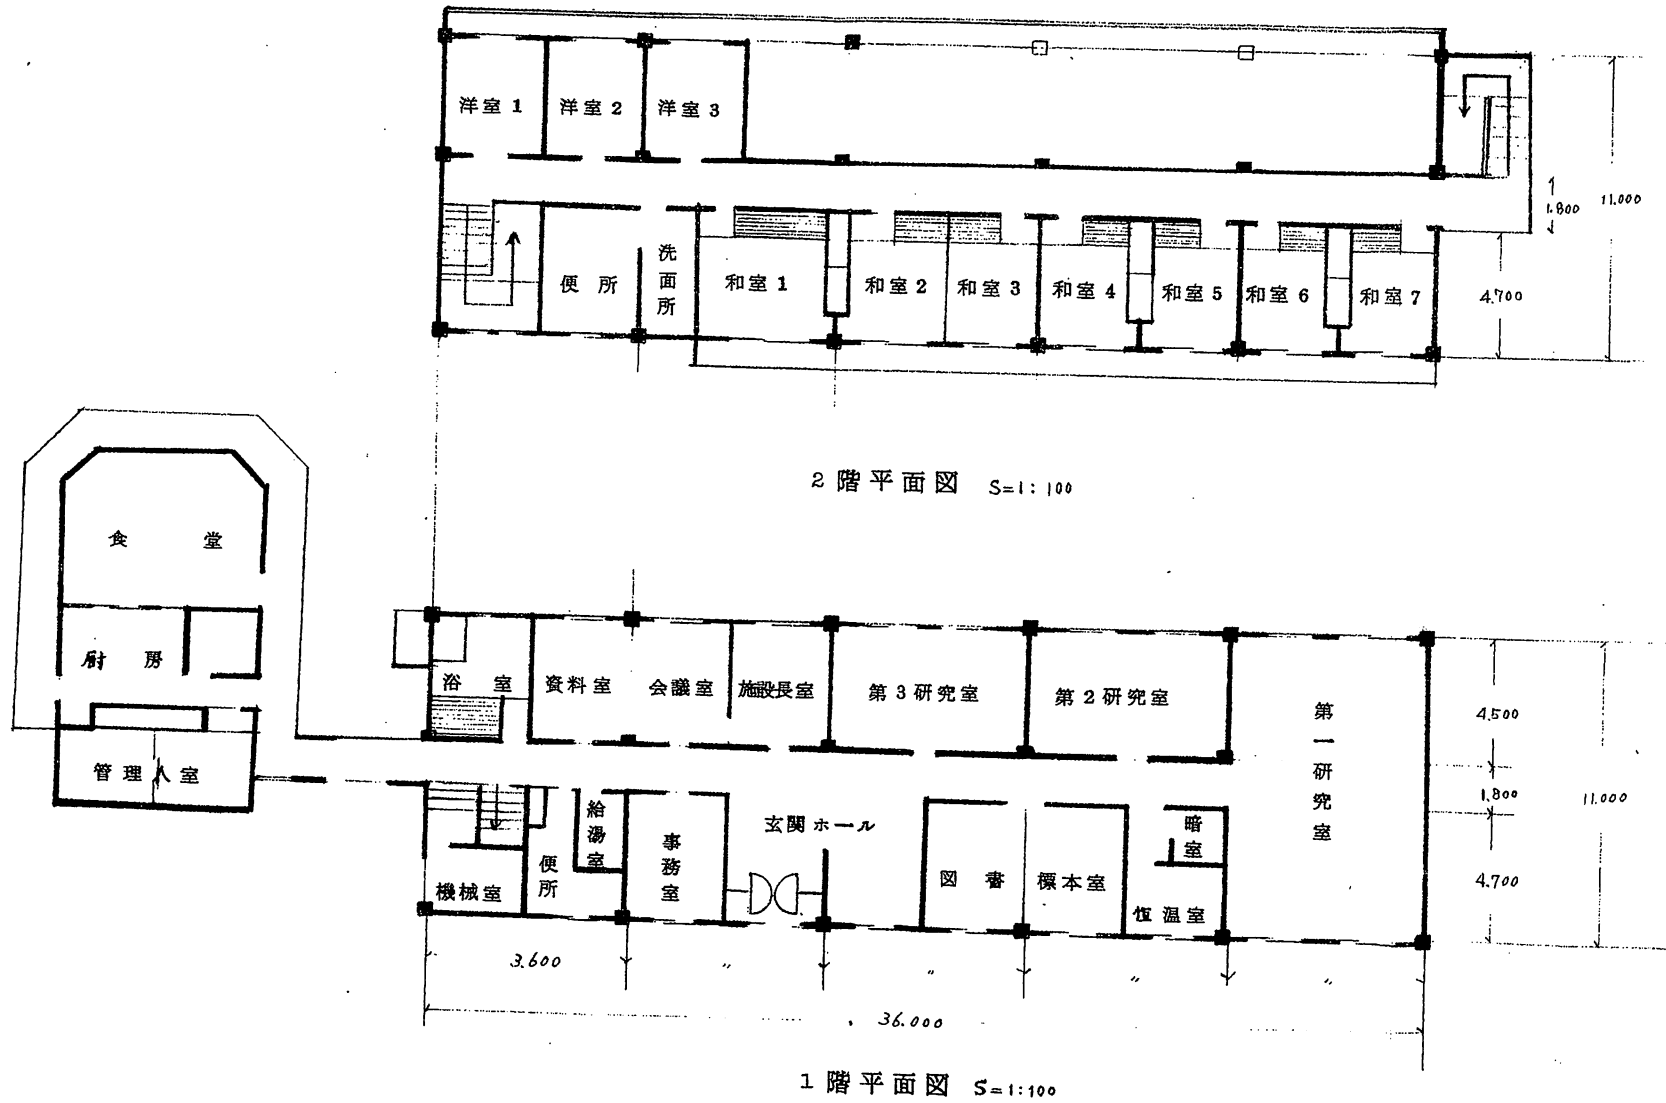 洋室1
洋室2
洋室3
1.800
11.000
便所
洗面所
和室1
和室2
和室3
和室4
和室5
和室6
和室7
4.700
2階平面図 S=1:100
食堂
厨房
管理人室
浴室
資料室
会議室
施設長室
第3研究室
第2研究室
第一研究室
4.500
1.800
11.000
4.700
給湯室
事務室
玄関ホール
暗室
機械室
便所
図書
標本室
恒温室
3.600
〃
〃
〃
〃
36.000
1階平面図 S=1:100